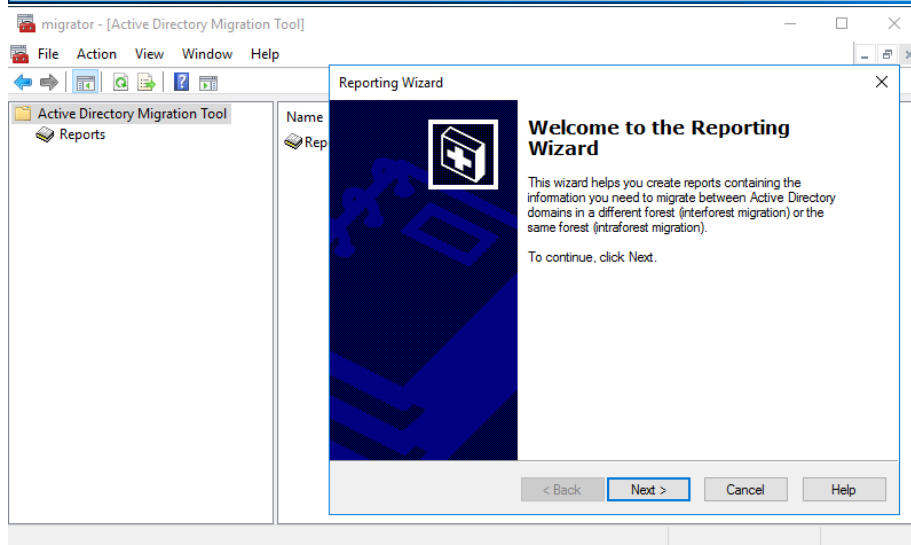 migrator - [Active Directory Migration Tool]
File Action View Window Help
Active Directory Migration Tool
Reports
Name
Rep
Reporting Wizard
Welcome to the Reporting
Wizard
This wizard helps you create reports containing the
information you need to migrate between Active Directory
domains in a different forest (interforest migration) or the
same forest (intraforest migration).
To continue, click Next.
< Back Next > Cancel Help